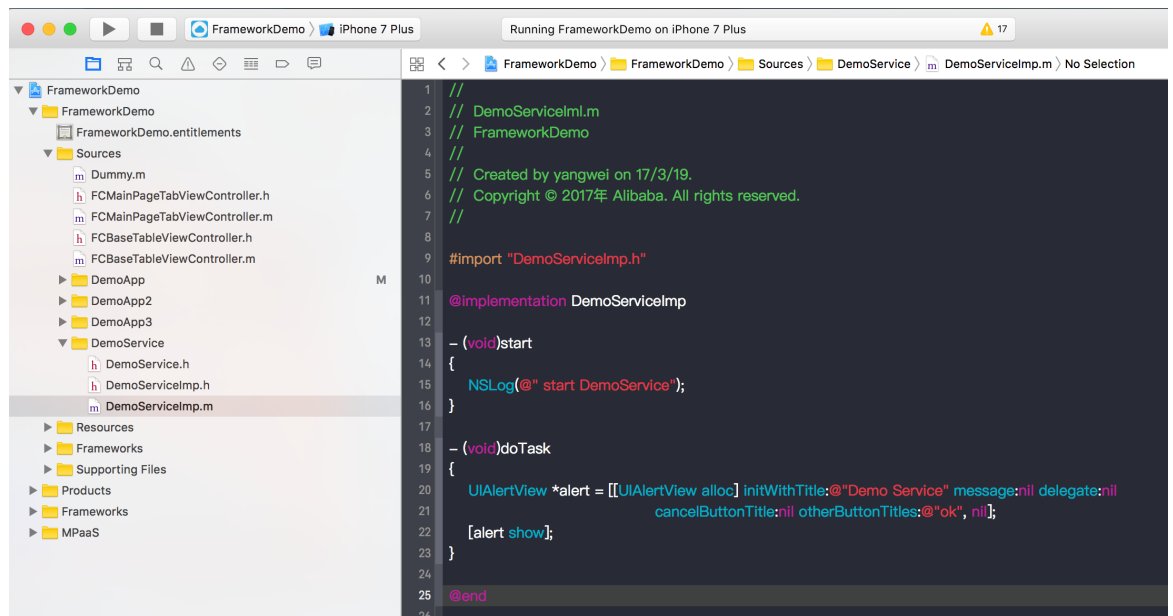 FrameworkDemo 〉 iPhone 7 Plus
Running FrameworkDemo on iPhone 7 Plus
17
FrameworkDemo 〉 FrameworkDemo 〉 Sources 〉 DemoService 〉 m DemoServiceImp.m 〉 No Selection
FrameworkDemo
FrameworkDemo
FrameworkDemo.entitlements
Sources
m Dummy.m
h FCMainPageTabViewController.h
m FCMainPageTabViewController.m
h FCBaseTableViewController.h
m FCBaseTableViewController.m
DemoApp M
DemoApp2
DemoApp3
DemoService
h DemoService.h
h DemoServiceImp.h
m DemoServiceImp.m
Resources
Frameworks
Supporting Files
Products
Frameworks
MPaaS
1 //
2 // DemoServiceIml.m
3 // FrameworkDemo
4 //
5 // Created by yangwei on 17/3/19.
6 // Copyright © 2017年 Alibaba. All rights reserved.
7 //
8
9 #import "DemoServiceImp.h"
10
11 @implementation DemoServiceImp
12
13 – (void)start
14 {
15 NSLog(@" start DemoService");
16 }
17
18 – (void)doTask
19 {
20 UIAlertView *alert = [[UIAlertView alloc] initWithTitle:@"Demo Service" message:nil delegate:nil
21 cancelButtonTitle:nil otherButtonTitles:@"ok", nil];
22 [alert show];
23 }
24
25 @end
26